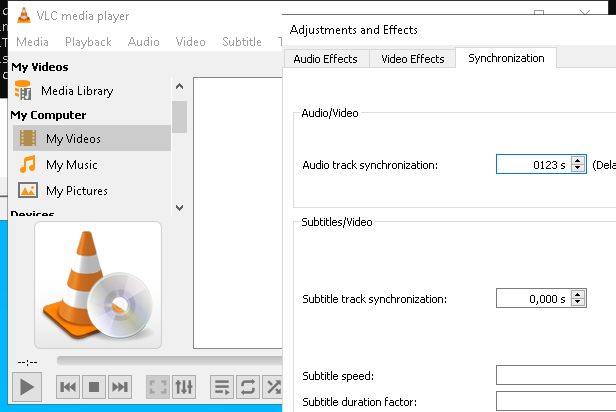 VLC media player
Adjustments and Effects
Media Playback Audio Video Subtitle
Audio Effects Video Effects Synchronization
My Videos
Media Library
My Computer
My Videos
My Music
My Pictures
Devices
Audio/Video
Audio track synchronization: 0123 s (Dela
Subtitles/Video
Subtitle track synchronization: 0,000 s
--:--
Subtitle speed:
Subtitle duration factor: